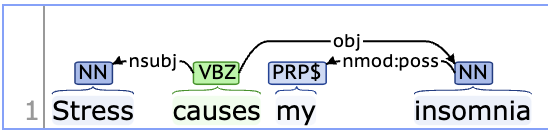 obj
nsubj nmod:poss
NN VBZ PRP$ NN
1 Stress causes my insomnia